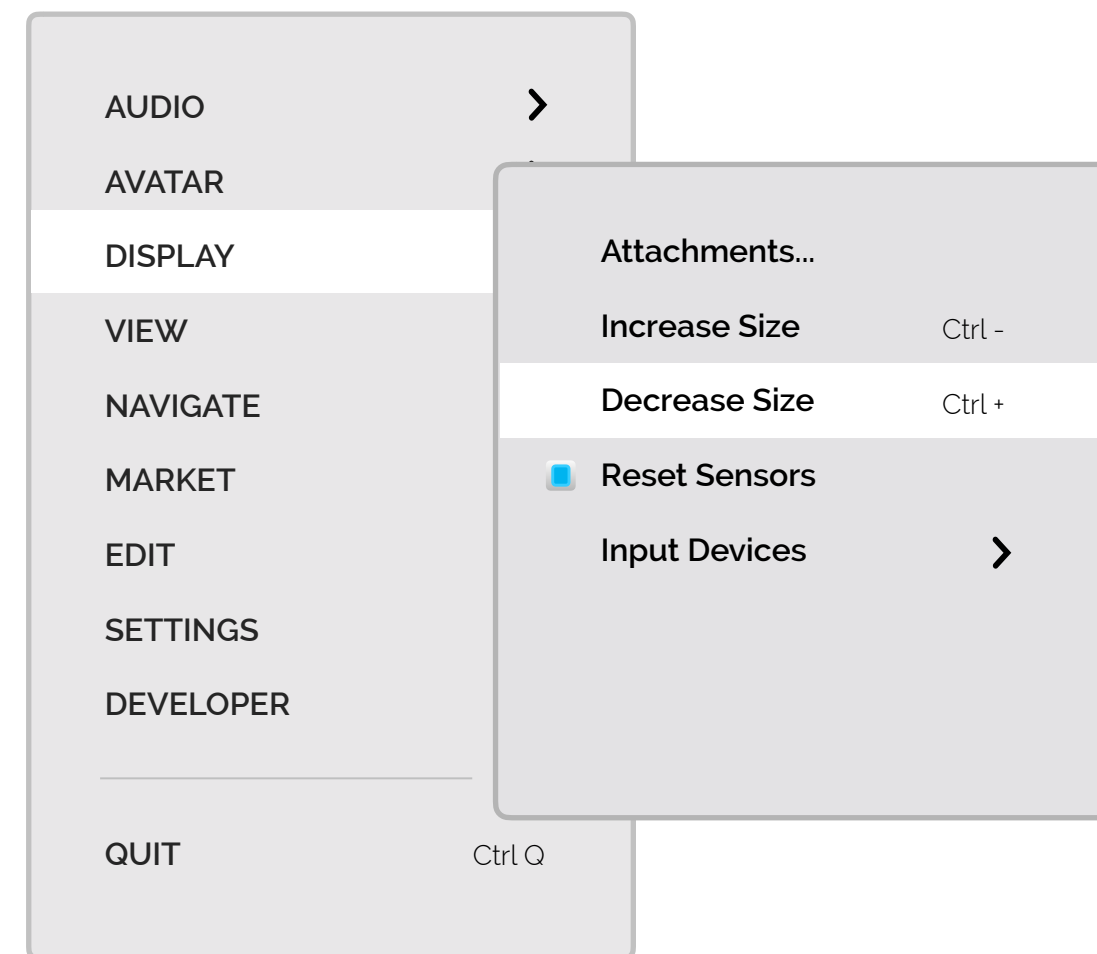 AUDIO
AVATAR
DISPLAY
VIEW
NAVIGATE
MARKET
EDIT
SETTINGS
DEVELOPER
QUIT Ctrl Q
Attachments...
Increase Size Ctrl -
Decrease Size Ctrl +
Reset Sensors
Input Devices